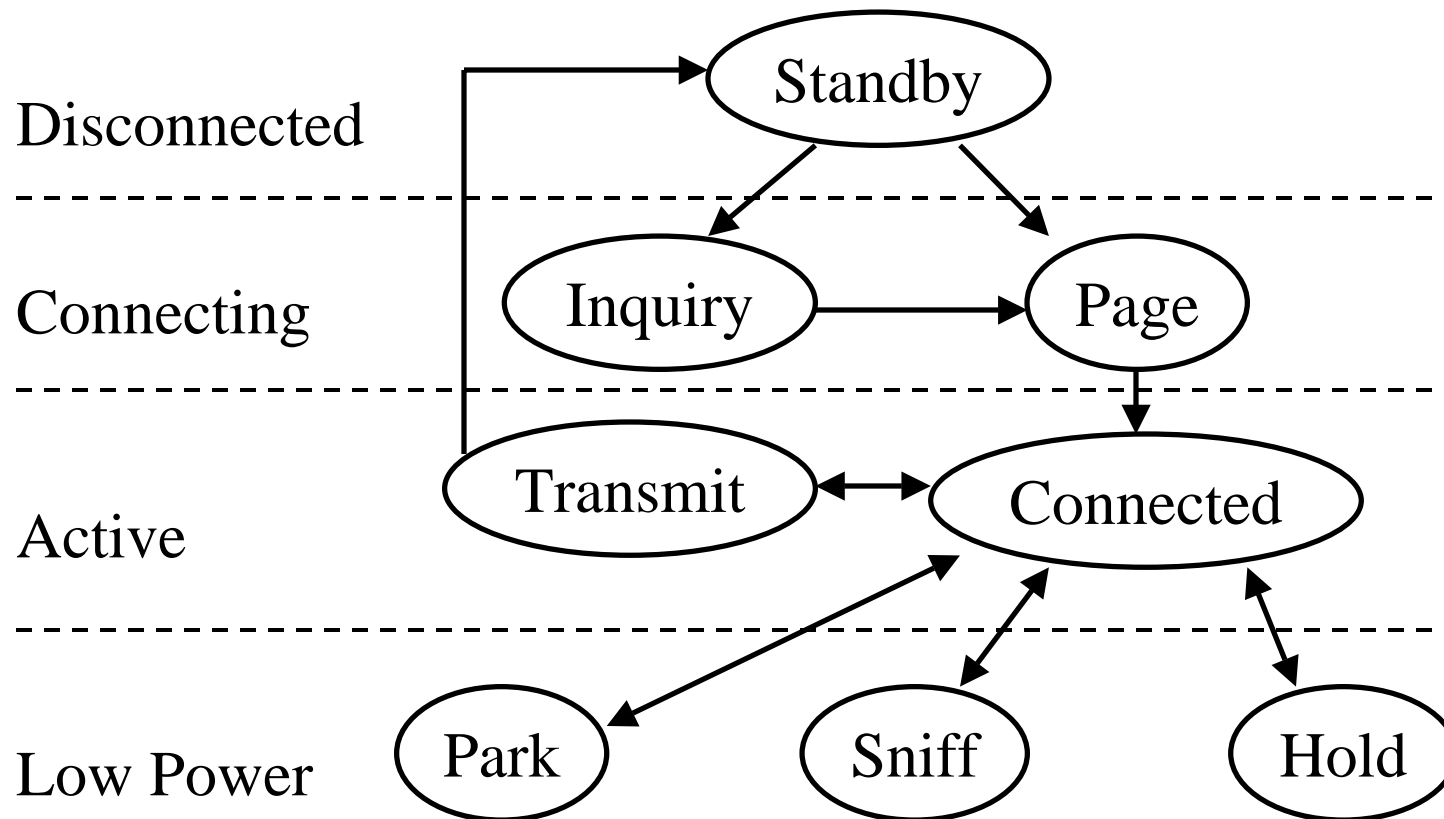 Standby
Disconnected
Inquiry
Page
Connecting
Transmit
Connected
Active
Park
Sniff
Hold
Low Power